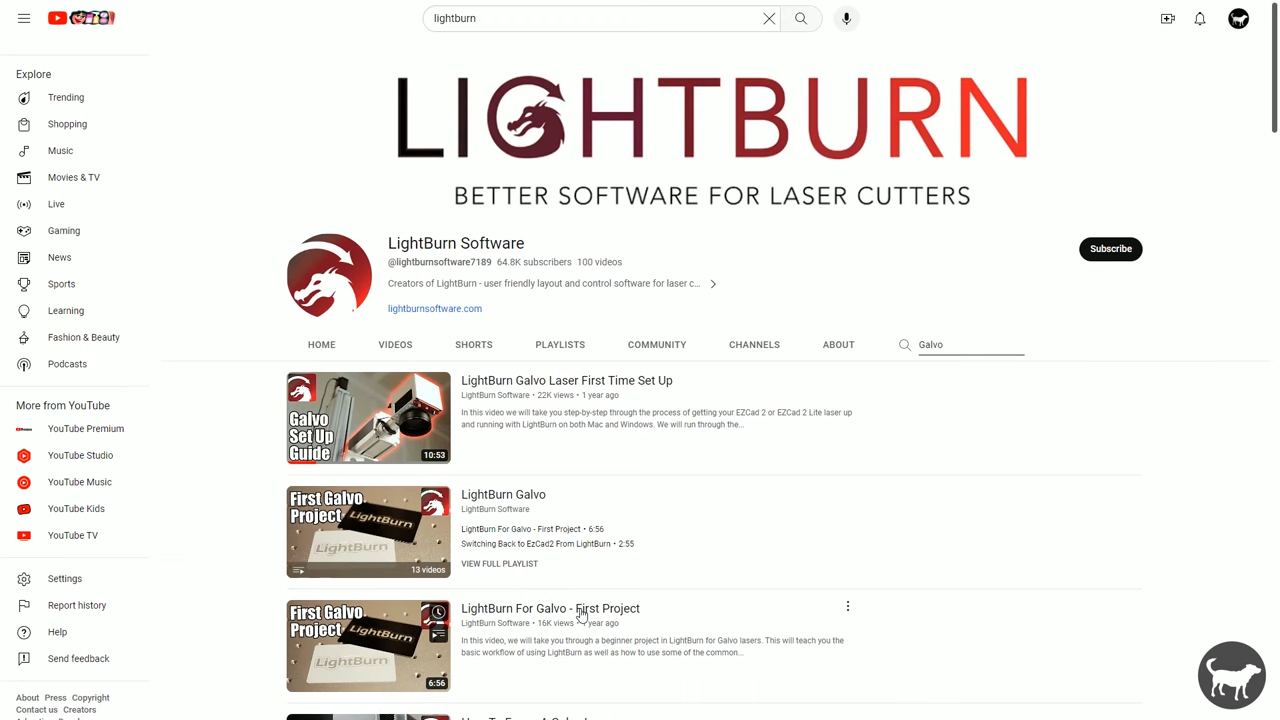 lightburn
Explore
Trending
Shopping
Music
Movies & TV
Live
Gaming
News
Sports
Learning
Fashion & Beauty
Podcasts
More from YouTube
YouTube Premium
YouTube Studio
YouTube Music
YouTube Kids
YouTube TV
Settings
Report history
Help
Send feedback
About Press Copyright
Contact us Creators
LIGHTBURN
BETTER SOFTWARE FOR LASER CUTTERS
LightBurn Software
@lightburnsoftware7189 64.8K subscribers 100 videos
Creators of LightBurn - user friendly layout and control software for laser c...
lightburnsoftware.com
Subscribe
HOME VIDEOS SHORTS PLAYLISTS COMMUNITY CHANNELS ABOUT Galvo
Galvo
Set Up
Guide
10:53
LightBurn Galvo Laser First Time Set Up
LightBurn Software • 22K views • 1 year ago
In this video we will take you step-by-step through the process of getting your EZCad 2 or EZCad 2 Lite laser up
and running with LightBurn on both Mac and Windows. We will run through the...
First Galvo
Project
LightBurn
LightBurn
13 videos
LightBurn Galvo
LightBurn Software
LightBurn For Galvo - First Project • 6:56
Switching Back to EzCad2 From LightBurn • 2:55
VIEW FULL PLAYLIST
First Galvo
Project
LightBurn
LightBurn
6:56
LightBurn For Galvo - First Project
LightBurn Software • 16K views • year ago
In this video, we will take you through a beginner project in LightBurn for Galvo lasers. This will teach you the
basic workflow of using LightBurn as well as how to use some of the common...